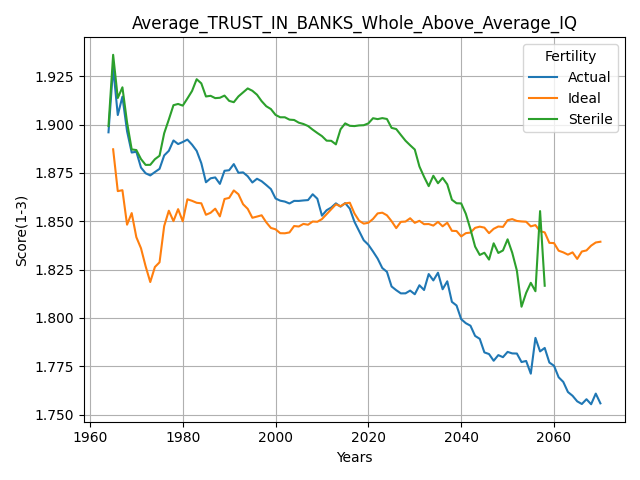 Average_TRUST_IN_BANKS_Whole_Above_Average_IQ
Fertility
Actual
Ideal
Sterile
Score(1-3)
1.925
1.900
1.875
1.850
1.825
1.800
1.775
1.750
1960 1980 2000 2020 2040 2060
Years